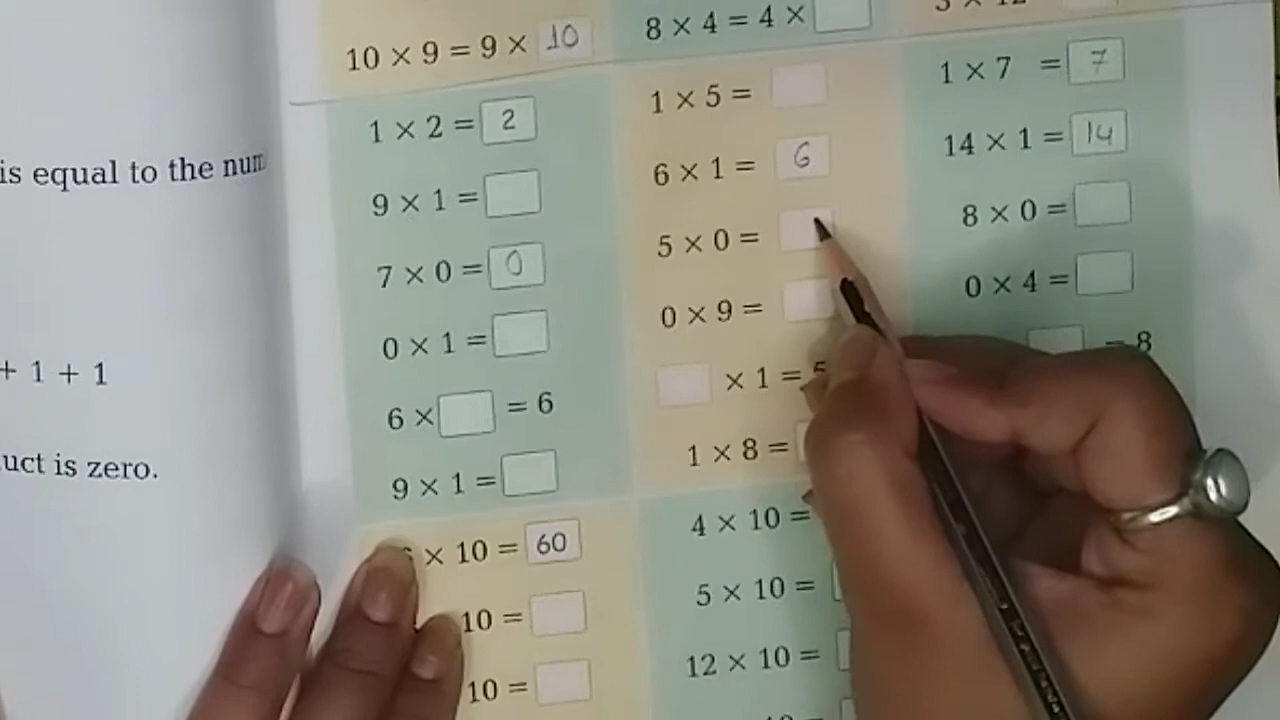 is equal to the num
+ 1 + 1
uct is zero.
10 × 9 = 9 × 10
1 × 2 = 2
9 × 1 =
7 × 0 = 0
0 × 1 =
6 × = 6
9 × 1 =
× 10 = 60
10 =
10 =
8 × 4 = 4 ×
1 × 5 =
6 × 1 = 6
5 × 0 =
0 × 9 =
× 1 = 5
1 × 8 =
4 × 10 =
5 × 10 =
12 × 10 =
1 × 7 = 7
14 × 1 = 14
8 × 0 =
0 × 4 =
= 8